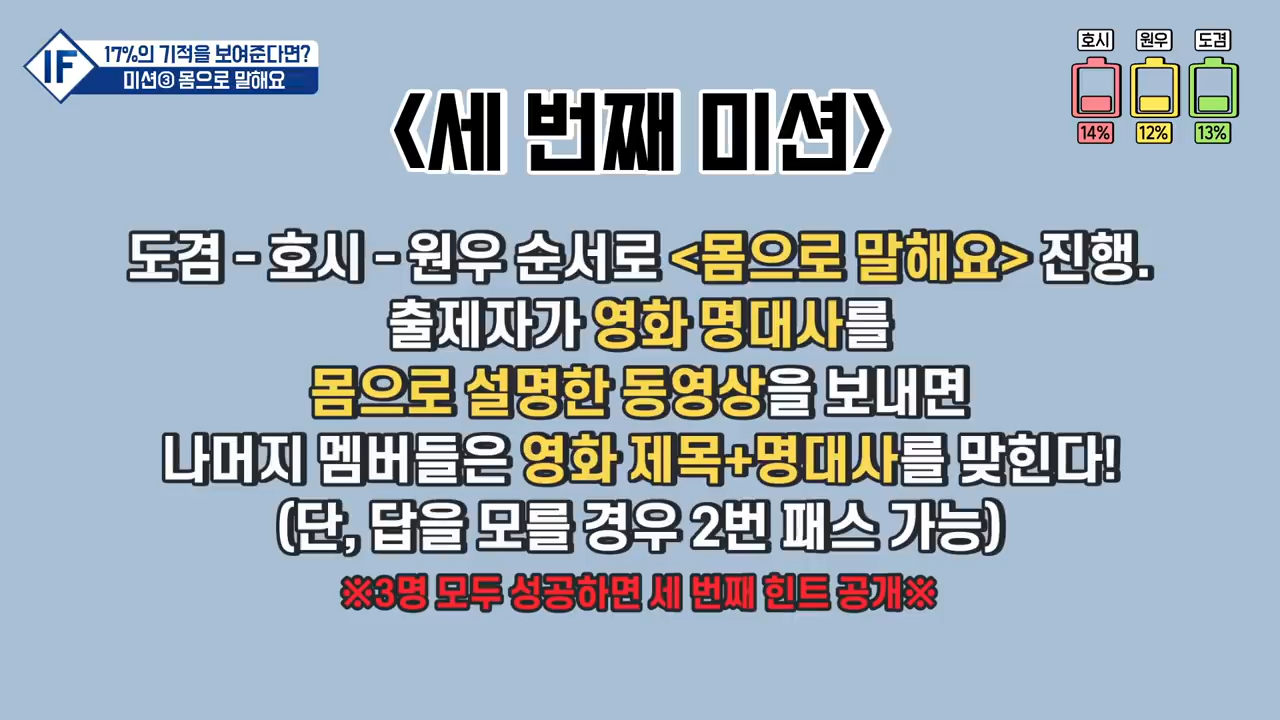 IF
17%의 기적을 보여준다면?
미션③ 몸으로 말해요
호시 원우 도겸
14% 12% 13%
<세 번째 미션>
도겸 - 호시 - 원우 순서로 <몸으로 말해요> 진행.
출제자가 영화 명대사를
몸으로 설명한 동영상을 보내면
나머지 멤버들은 영화 제목+명대사를 맞힌다!
(단, 답을 모를 경우 2번 패스 가능)
※3명 모두 성공하면 세 번째 힌트 공개※